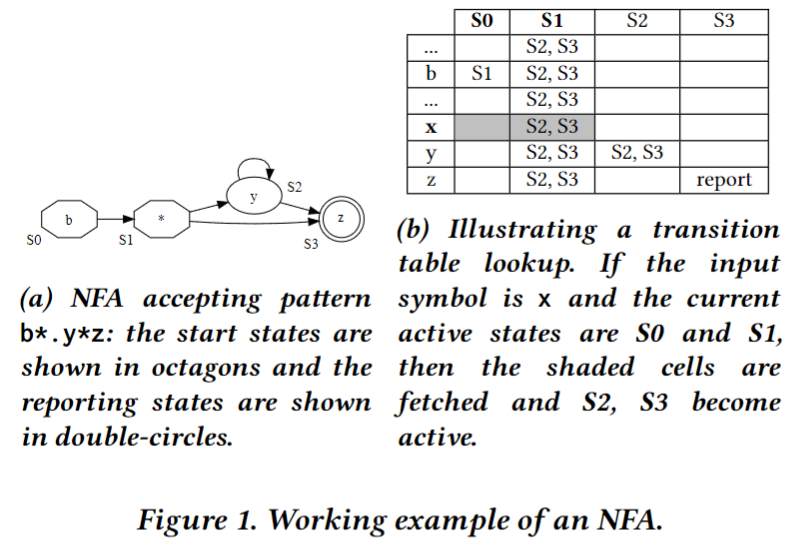 S0 S1 S2 S3
... S2, S3
b S1 S2, S3
... S2, S3
x S2, S3
y S2, S3 S2, S3
z S2, S3 report
b
S0
*
S1
y
S2
z
S3
(a) NFA accepting pattern
b*.y*z: the start states are
shown in octagons and the
reporting states are shown
in double-circles.
(b) Illustrating a transition
table lookup. If the input
symbol is x and the current
active states are S0 and S1,
then the shaded cells are
fetched and S2, S3 become
active.
Figure 1. Working example of an NFA.